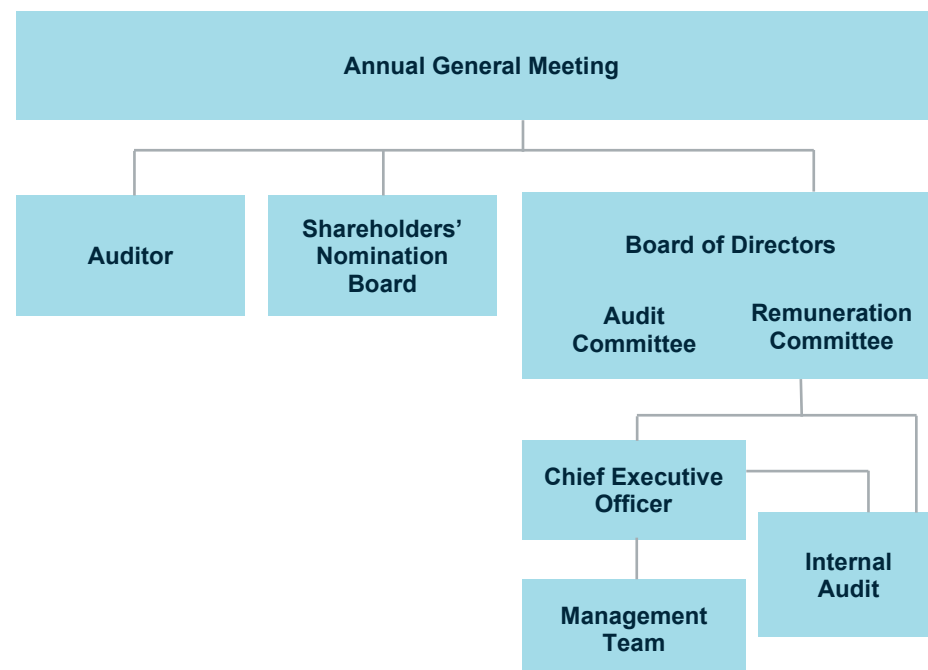 Annual General Meeting
Auditor
Shareholders’
Nomination
Board
Board of Directors
Audit
Committee
Remuneration
Committee
Chief Executive
Officer
Internal
Audit
Management
Team